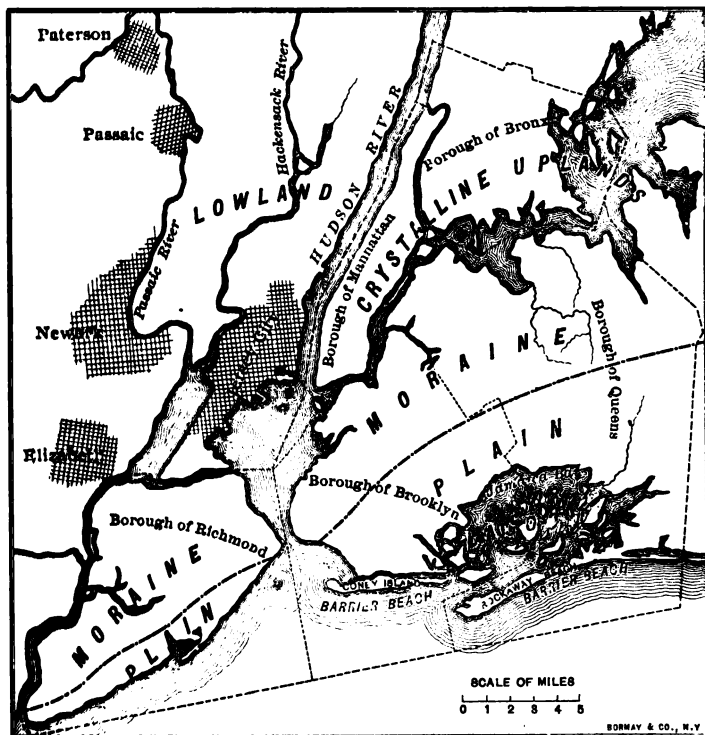 Paterson
Hackensack River
HUDSON RIVER
Passaic
Borough of Bronx
LOWLAND
CRYSTALLINE UPLANDS
Passaic River
Borough of Manhattan
Newark
MORAINE
Borough of Queens
PLAIN
Elizabeth
Jamaica Bay
Borough of Brooklyn
Borough of Richmond
MORAINE
CONEY ISLAND
BARRIER BEACH
ROCKAWAY
BARRIER BEACH
PLAIN
SCALE OF MILES
0 1 2 3 4 5
BORMAY & CO., N.Y